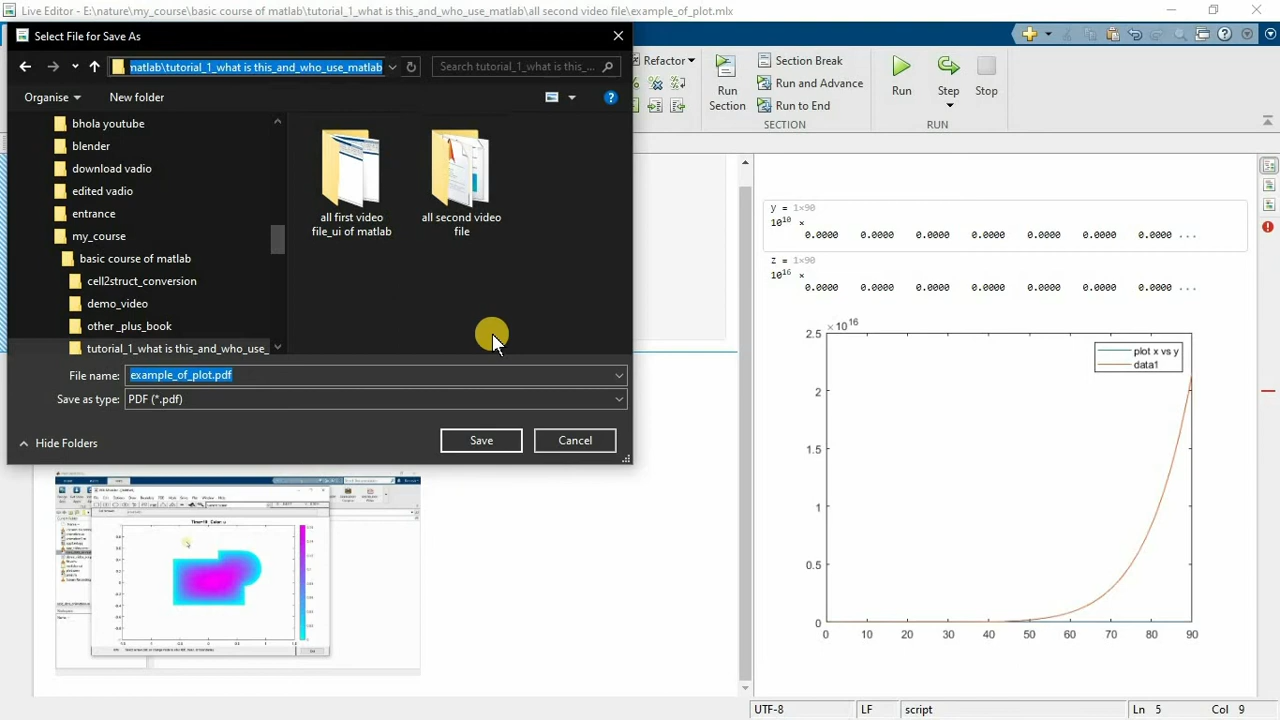 Live Editor - E:\nature\my_course\basic course of matlab\tutorial_1_what is this_and_who_use_matlab\all second video file\example_of_plot.mlx
Select File for Save As
matlab\tutorial_1_what is this_and_who_use_matlab
Search tutorial_1_what is this_...
Organise
New folder
bhola youtube
blender
download vadio
edited vadio
entrance
my_course
basic course of matlab
cell2struct_conversion
demo_video
other _plus_book
tutorial_1_what is this_and_who_use_
all first video
file_ui of matlab
all second video
file
File name:
example_of_plot.pdf
Save as type:
PDF (*.pdf)
Hide Folders
Save
Cancel
Refactor
Run
Section
Section Break
Run and Advance
Run to End
SECTION
Run
Step
Stop
RUN
y = 1×90
10^10 ×
0.0000 0.0000 0.0000 0.0000 0.0000 0.0000 0.0000 ...
z = 1×90
10^16 ×
0.0000 0.0000 0.0000 0.0000 0.0000 0.0000 0.0000 ...
× 10^16
2.5
2
1.5
1
0.5
0
0 10 20 30 40 50 60 70 80 90
plot x vs y
data1
UTF-8
LF
script
Ln 5
Col 9